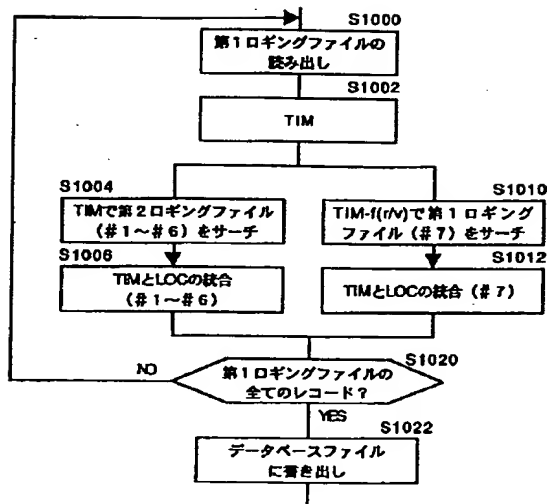 S1000
第1ロギングファイルの
読み出し
S1002
TIM
S1004
TIMで第2ロギングファイル
(#1～#6)をサーチ
S1006
TIMとLOCの統合
(#1～#6)
S1010
TIM-f(r/v)で第1ロギング
ファイル(#7)をサーチ
S1012
TIMとLOCの統合(#7)
S1020
第1ロギングファイルの
全てのレコード?
NO
YES
S1022
データベースファイル
に書き出し